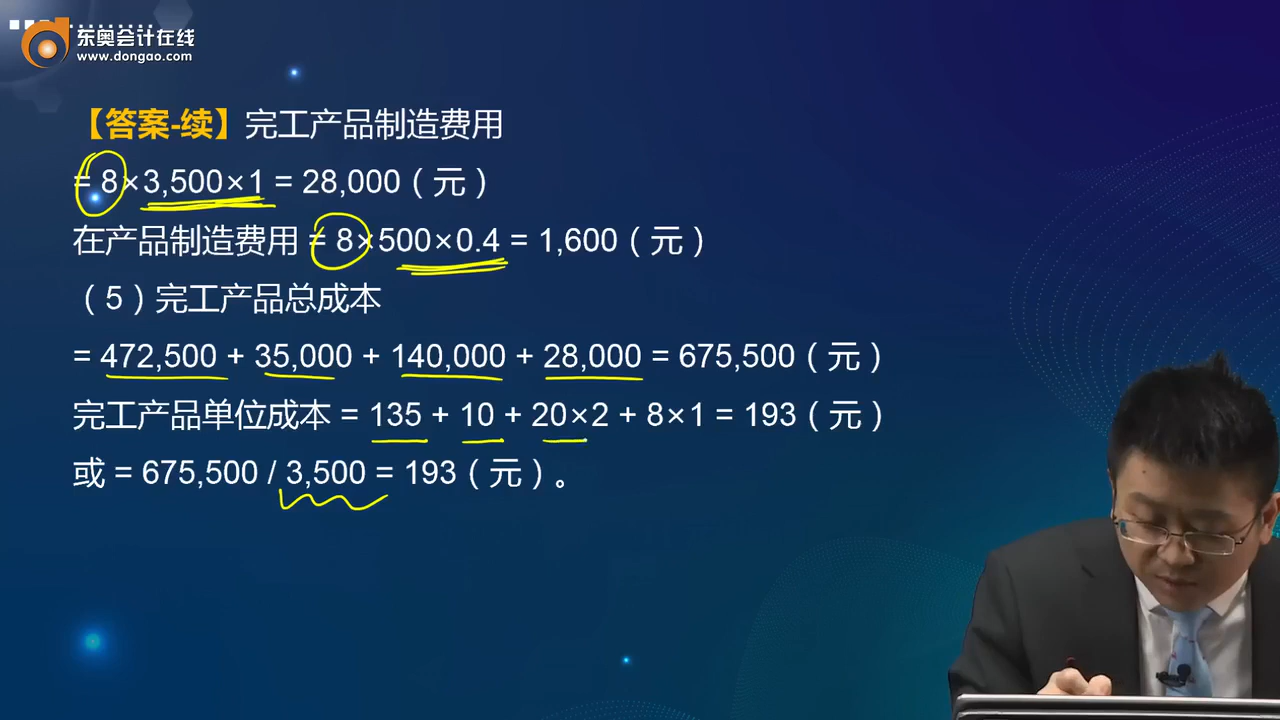 东奥会计在线
www.dongao.com
【答案-续】完工产品制造费用
= 8×3,500×1 = 28,000（元）
在产品制造费用 = 8×500×0.4 = 1,600（元）
（5）完工产品总成本
= 472,500 + 35,000 + 140,000 + 28,000 = 675,500（元）
完工产品单位成本 = 135 + 10 + 20×2 + 8×1 = 193（元）
或 = 675,500 / 3,500 = 193（元）。